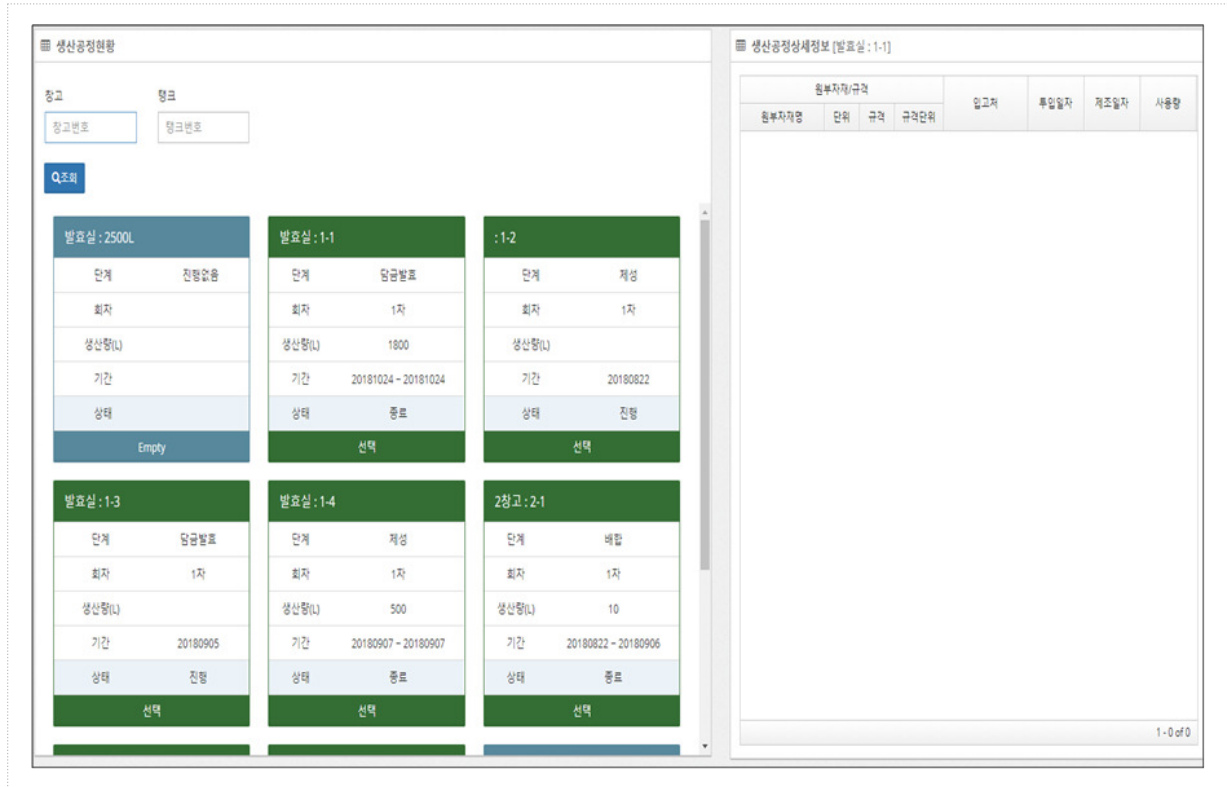 생산공정현황
창고 탱크
창고번호 탱크번호
조회
발효실 : 2500L
단계 진행없음
회차
생산량(L)
기간
상태
Empty
발효실 : 1-1
단계 담금발효
회차 1차
생산량(L) 1800
기간 20181024 ~ 20181024
상태 종료
선택
: 1-2
단계 제성
회차 1차
생산량(L)
기간 20180822
상태 진행
선택
발효실 : 1-3
단계 담금발효
회차 1차
생산량(L)
기간 20180905
상태 진행
선택
발효실 : 1-4
단계 제성
회차 1차
생산량(L) 500
기간 20180907 ~ 20180907
상태 종료
선택
2창고 : 2-1
단계 배합
회차 1차
생산량(L) 10
기간 20180822 ~ 20180906
상태 종료
선택
생산공정상세정보 [발효실 : 1-1]
원부자재/규격 입고처 투입일자 제조일자 사용량
원부자재명 단위 규격 규격단위
1 - 0 of 0